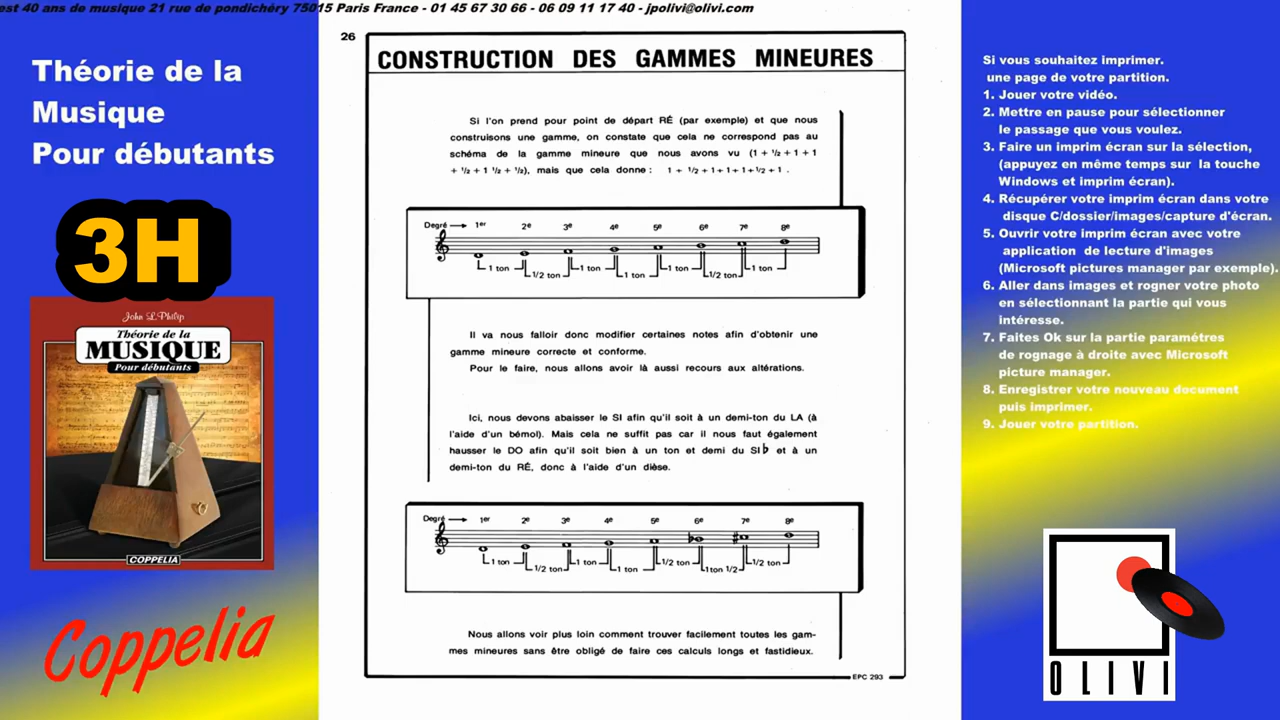 est 40 ans de musique 21 rue de pondichéry 75015 Paris France - 01 45 67 30 66 - 06 09 11 17 40 - jpolivi@olivi.com
Théorie de la
Musique
Pour débutants
3H
John L. Philip
Théorie de la
MUSIQUE
Pour débutants
COPPELIA
Coppelia
26
CONSTRUCTION DES GAMMES MINEURES
Si l'on prend pour point de départ RÉ (par exemple) et que nous
construisons une gamme, on constate que cela ne correspond pas au
schéma de la gamme mineure que nous avons vu (1 + 1/2 + 1 + 1
+ 1/2 + 1 1/2 + 1/2), mais que cela donne : 1 + 1/2 + 1 + 1 + 1 + 1/2 + 1 .
Degré 1er 2e 3e 4e 5e 6e 7e 8e
1 ton 1/2 ton 1 ton 1 ton 1 ton 1/2 ton 1 ton
Il va nous falloir donc modifier certaines notes afin d'obtenir une
gamme mineure correcte et conforme.
Pour le faire, nous allons avoir là aussi recours aux altérations.
Ici, nous devons abaisser le SI afin qu'il soit à un demi-ton du LA (à
l'aide d'un bémol). Mais cela ne suffit pas car il nous faut également
hausser le DO afin qu'il soit bien à un ton et demi du SI♭ et à un
demi-ton du RÉ, donc à l'aide d'un dièse.
Degré 1er 2e 3e 4e 5e 6e 7e 8e
1 ton 1/2 ton 1 ton 1 ton 1/2 ton 1ton 1/2 1/2 ton
Nous allons voir plus loin comment trouver facilement toutes les gam-
mes mineures sans être obligé de faire ces calculs longs et fastidieux.
EPC 293
Si vous souhaitez imprimer.
une page de votre partition.
1. Jouer votre vidéo.
2. Mettre en pause pour sélectionner
le passage que vous voulez.
3. Faire un imprim écran sur la sélection,
(appuyez en même temps sur la touche
Windows et imprim écran).
4. Récupérer votre imprim écran dans votre
disque C/dossier/images/capture d'écran.
5. Ouvrir votre imprim écran avec votre
application de lecture d'images
(Microsoft pictures manager par exemple).
6. Aller dans images et rogner votre photo
en sélectionnant la partie qui vous
intéresse.
7. Faites Ok sur la partie paramétres
de rognage à droite avec Microsoft
picture manager.
8. Enregistrer votre nouveau document
puis imprimer.
9. Jouer votre partition.
OLIVI